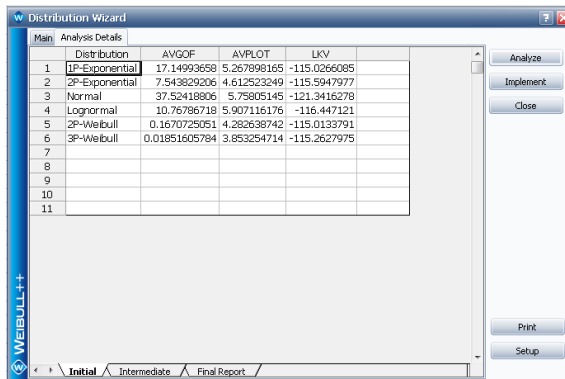 Distribution Wizard
Main Analysis Details
Distribution AVGOF AVPLOT LKV
1 1P-Exponential 17.14993658 5.267898165 -115.0266085
2 2P-Exponential 7.543829206 4.612523249 -115.5947977
3 Normal 37.52418806 5.75805145 -121.3416278
4 Lognormal 10.76786718 5.907116176 -116.447121
5 2P-Weibull 0.1670725051 4.282638742 -115.0133791
6 3P-Weibull 0.01851605784 3.853254714 -115.2627975
7
8
9
10
11
Analyze
Implement
Close
Print
Setup
WEIBULL++
Initial Intermediate Final Report